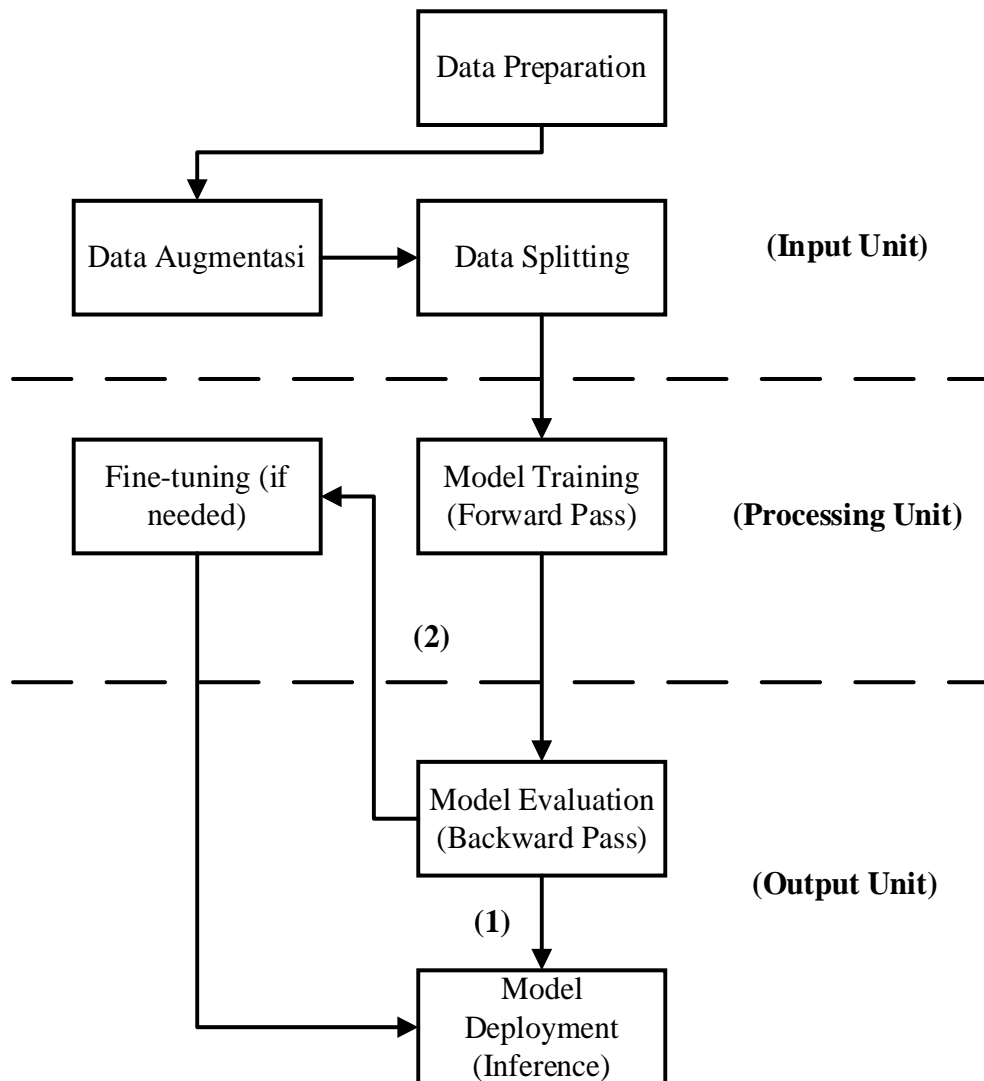 Data Preparation
Data Augmentasi
Data Splitting
(Input Unit)
Fine-tuning (if
needed)
Model Training
(Forward Pass)
(Processing Unit)
(2)
Model Evaluation
(Backward Pass)
(Output Unit)
(1)
Model
Deployment
(Inference)